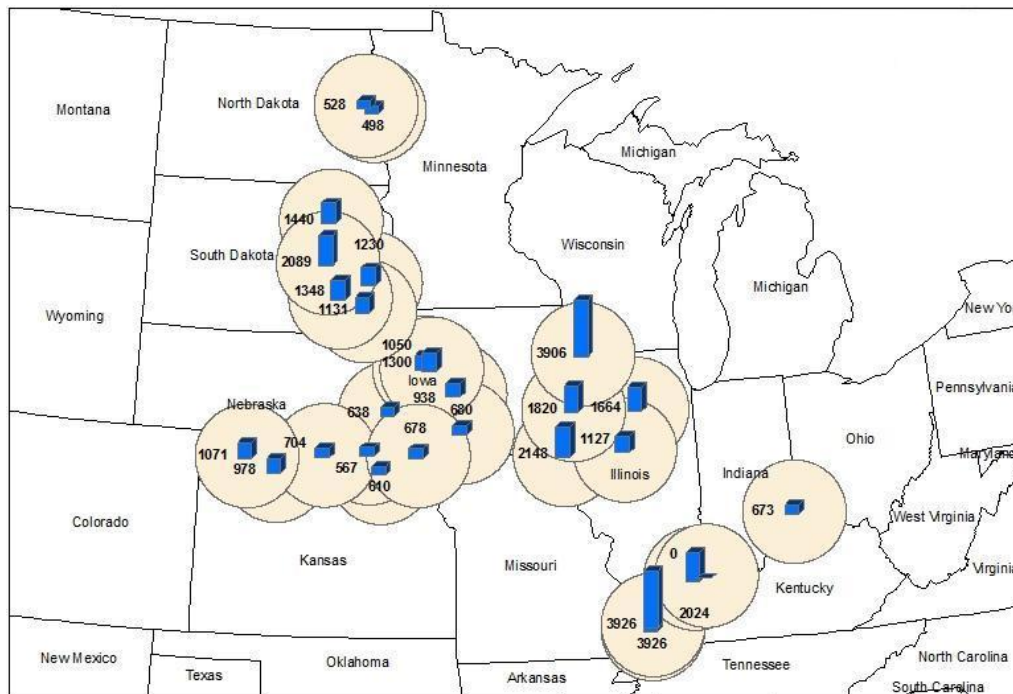 Montana
North Dakota
528
498
Minnesota
Michigan
1440
1230
South Dakota
2089
Wisconsin
1348
1131
Michigan
Wyoming
New Yo
1050
1300
3906
Iowa
938
Pennsylvania
Nebraska
638
680
1820
1664
704
678
Ohio
1071
978
567
610
2148
1127
Illinois
Indiana
Maryland
673
West Virginia
Colorado
Kansas
Missouri
0
Kentucky
Virginia
2024
3926
3926
New Mexico
Texas
Oklahoma
Arkansas
Tennessee
North Carolina
South Carolina